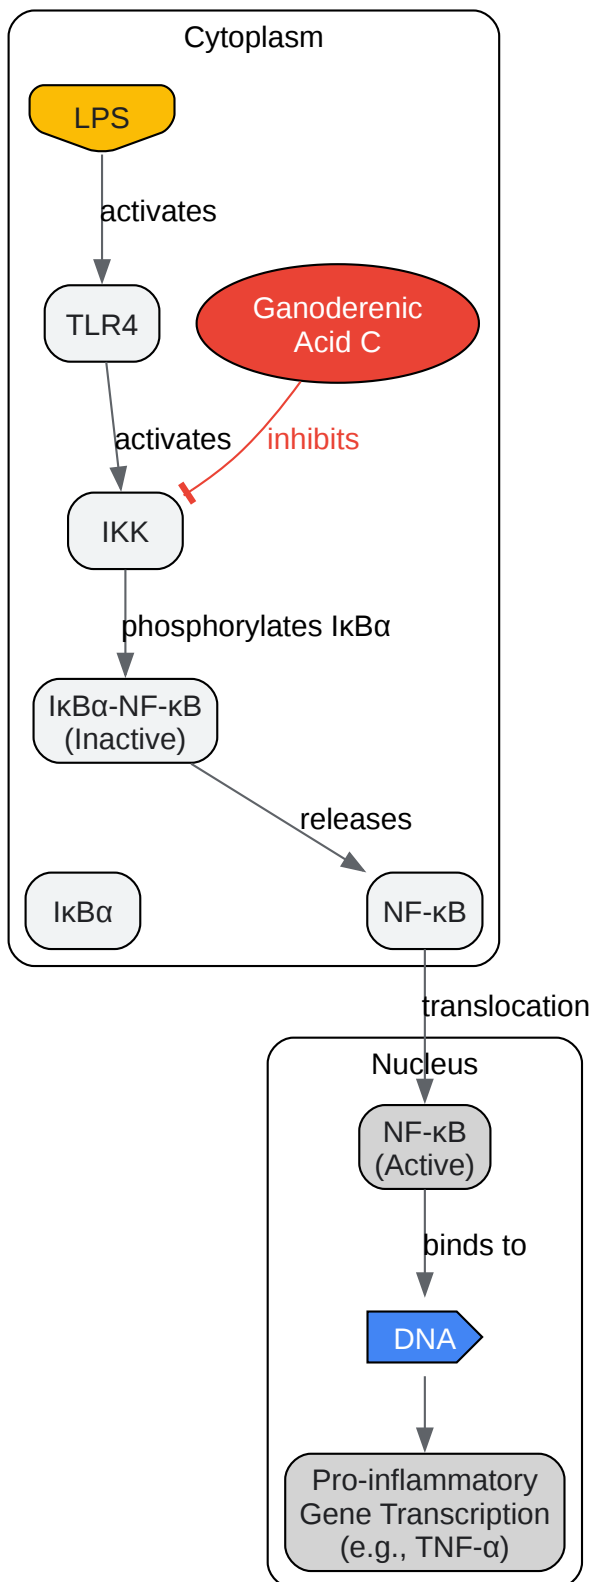 Cytoplasm
LPS
activates
TLR4
Ganoderenic
Acid C
activates
inhibits
IKK
phosphorylates IκBα
IκBα-NF-κB
(Inactive)
releases
IκBα
NF-κB
translocation
Nucleus
NF-κB
(Active)
binds to
DNA
Pro-inflammatory
Gene Transcription
(e.g., TNF-α)